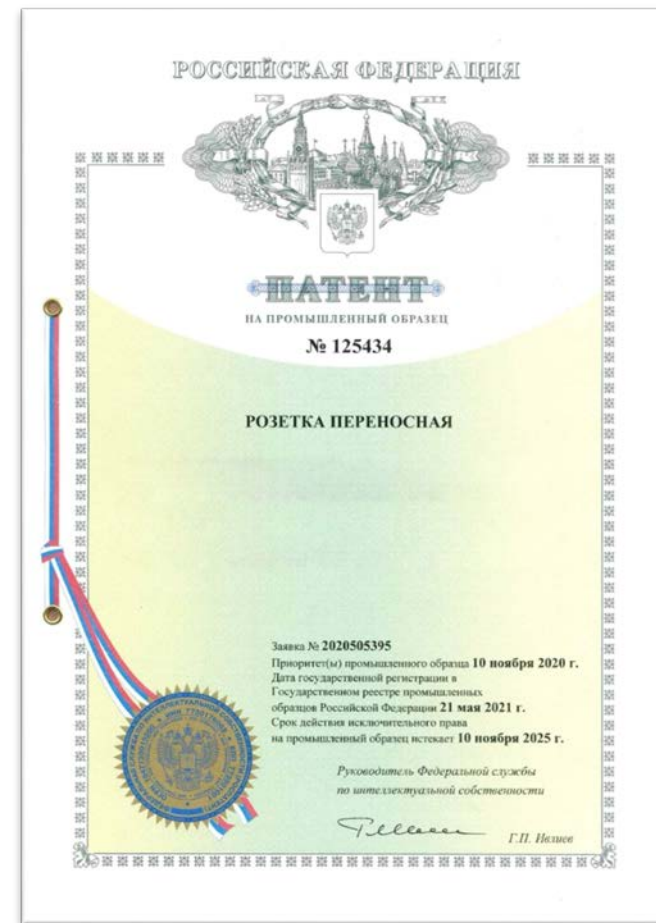 РОССИЙСКАЯ ФЕДЕРАЦИЯ
ПАТЕНТ
НА ПРОМЫШЛЕННЫЙ ОБРАЗЕЦ
№ 125434
РОЗЕТКА ПЕРЕНОСНАЯ
Заявка № 2020505395
Приоритет(ы) промышленного образца 10 ноября 2020 г.
Дата государственной регистрации в
Государственном реестре промышленных
образцов Российской Федерации 21 мая 2021 г.
Срок действия исключительного права
на промышленный образец истекает 10 ноября 2025 г.
Руководитель Федеральной службы
по интеллектуальной собственности
Г.П. Ивлиев